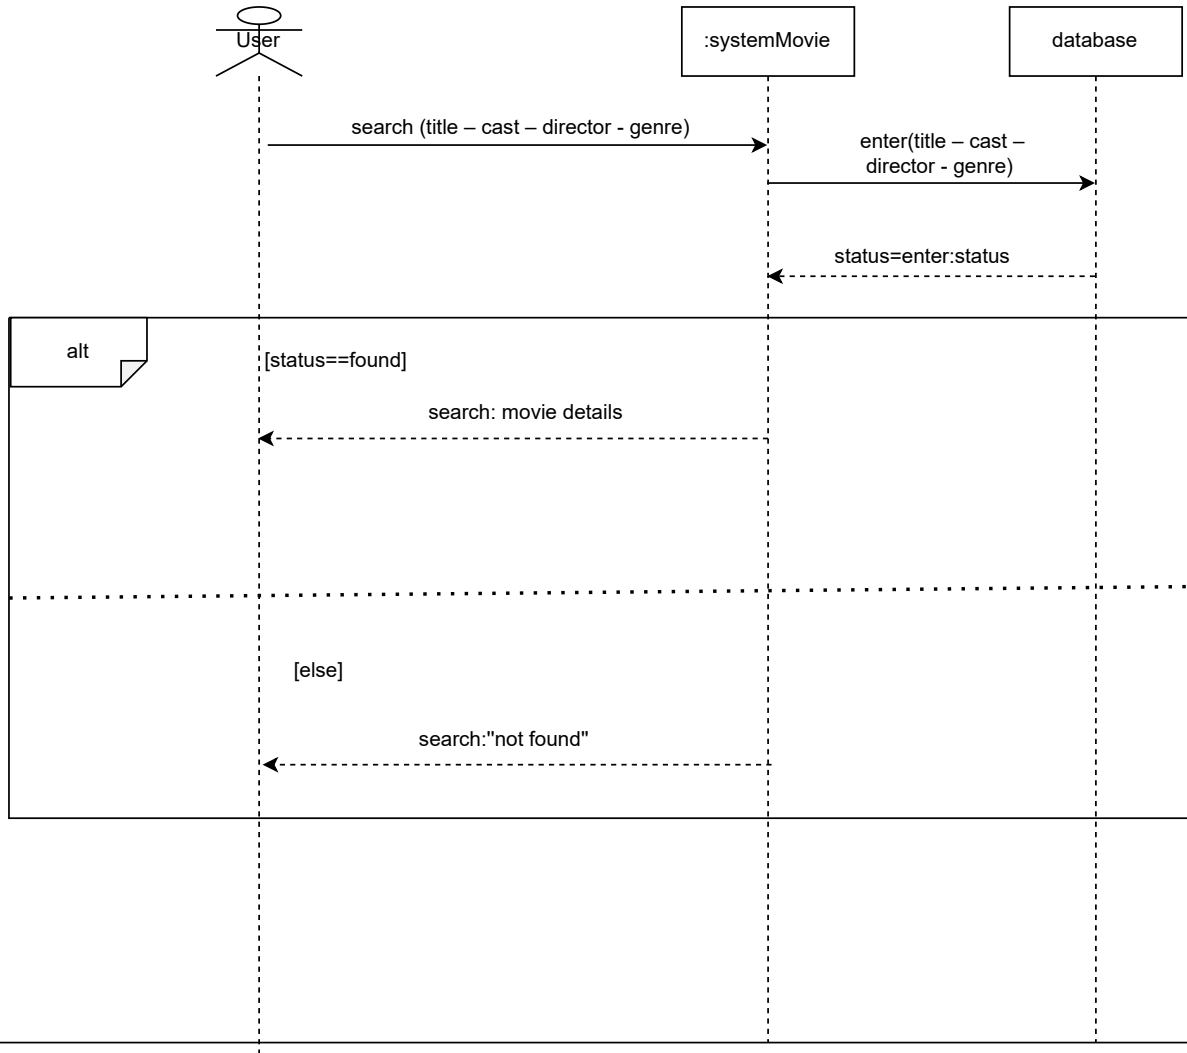 User
:systemMovie
database
search (title – cast – director - genre)
enter(title – cast –
director - genre)
status=enter:status
alt
[status==found]
search: movie details
[else]
search:"not found"